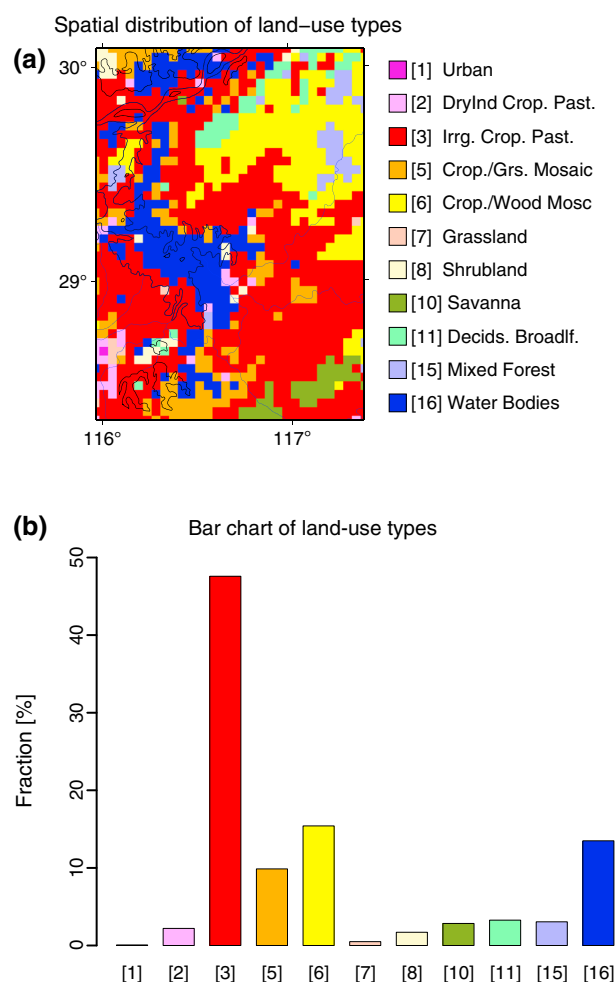 Spatial distribution of land–use types
(a)
30°
29°
116°
117°
[1] Urban
[2] Drylnd Crop. Past.
[3] Irrg. Crop. Past.
[5] Crop./Grs. Mosaic
[6] Crop./Wood Mosc
[7] Grassland
[8] Shrubland
[10] Savanna
[11] Decids. Broadlf.
[15] Mixed Forest
[16] Water Bodies
(b)
Bar chart of land-use types
Fraction [%]
50
40
30
20
10
0
[1] [2] [3] [5] [6] [7] [8] [10] [11] [15] [16]